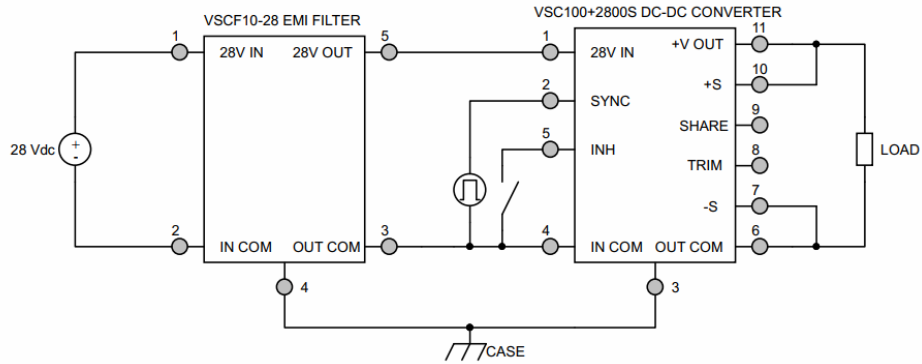 VSCF10-28 EMI FILTER
VSC100+2800S DC-DC CONVERTER
1 28V IN 28V OUT 5
1 28V IN +V OUT 11
2 SYNC +S 10
SHARE 9
5 INH TRIM 8
28 Vdc + - LOAD
-S 7
2 IN COM OUT COM 3
4 IN COM OUT COM 6
4
3
CASE